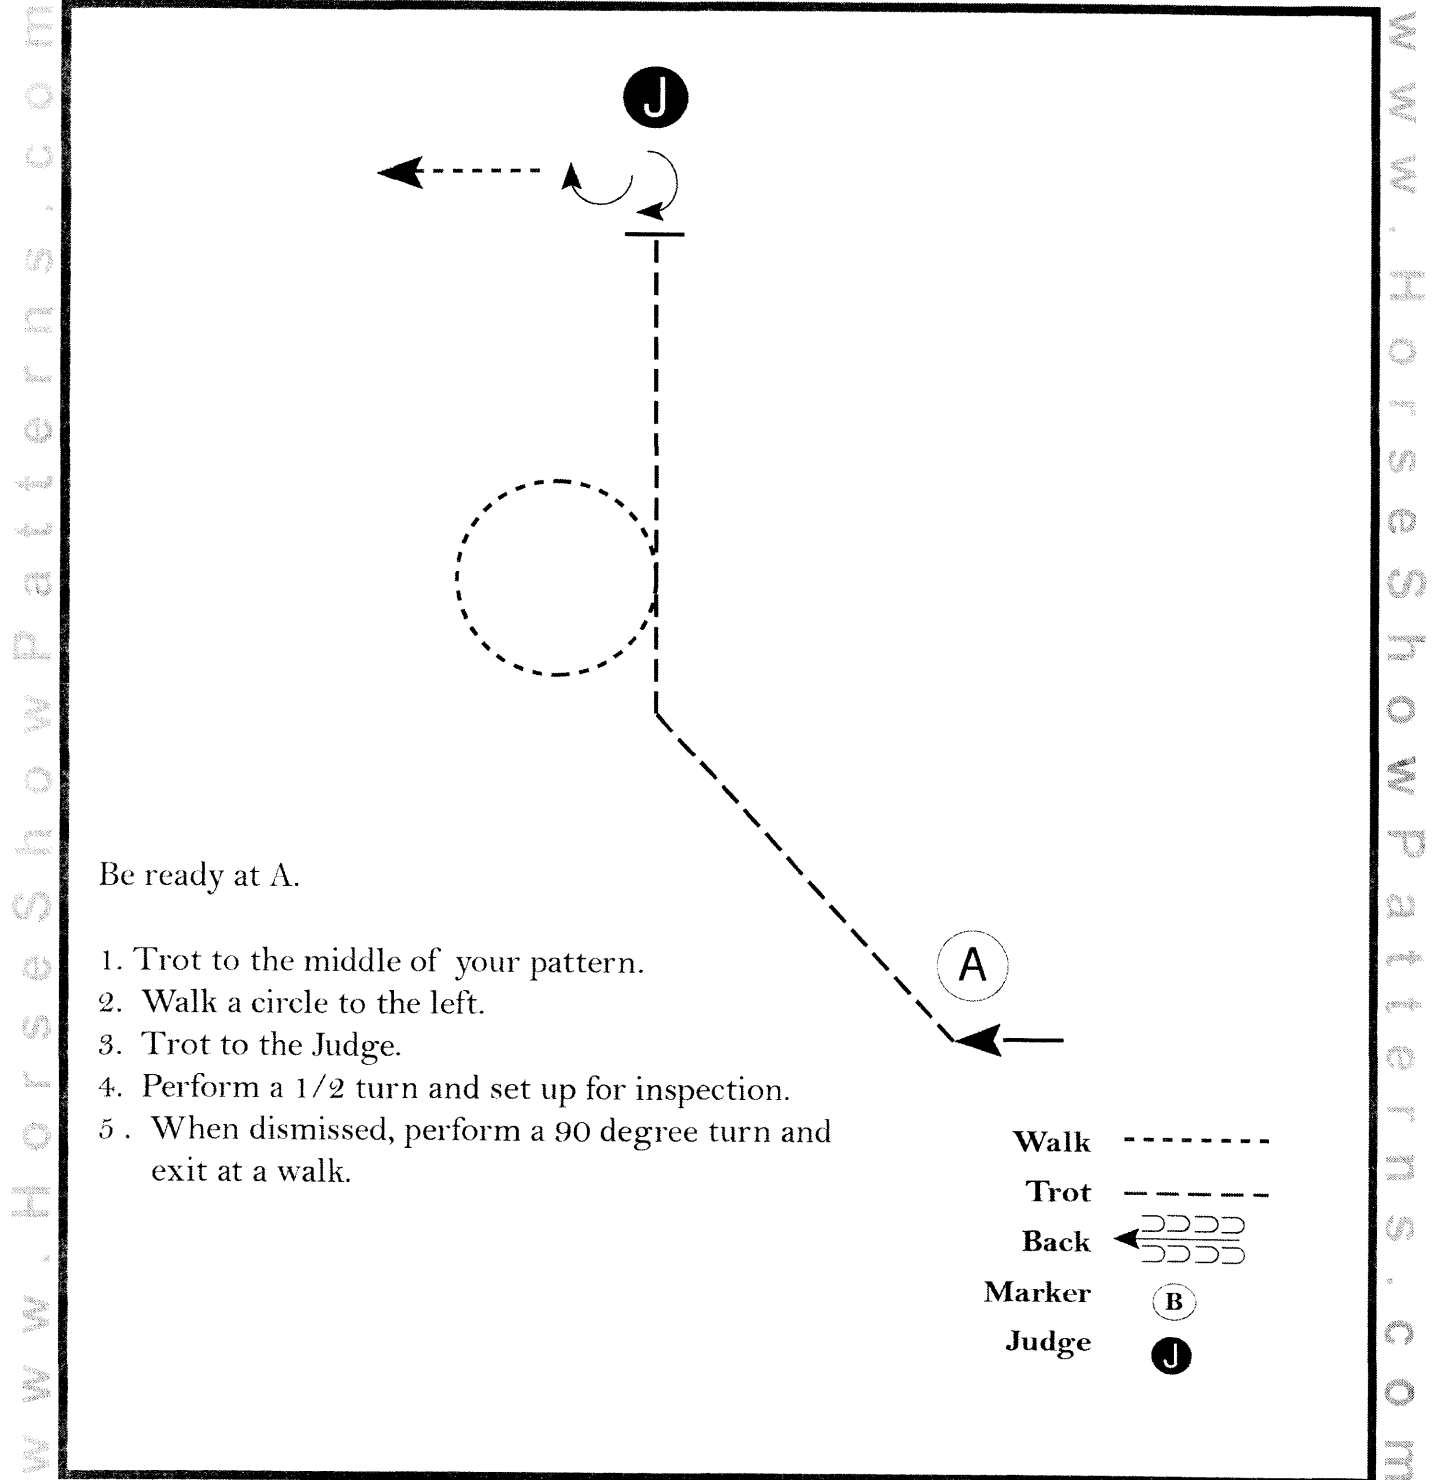 www.HorseShowPatterns.com
J
A
Be ready at A.
1. Trot to the middle of your pattern.
2. Walk a circle to the left.
3. Trot to the Judge.
4. Perform a 1/2 turn and set up for inspection.
5. When dismissed, perform a 90 degree turn and
exit at a walk.
Walk
Trot
Back
Marker B
Judge J
www.HorseShowPatterns.com